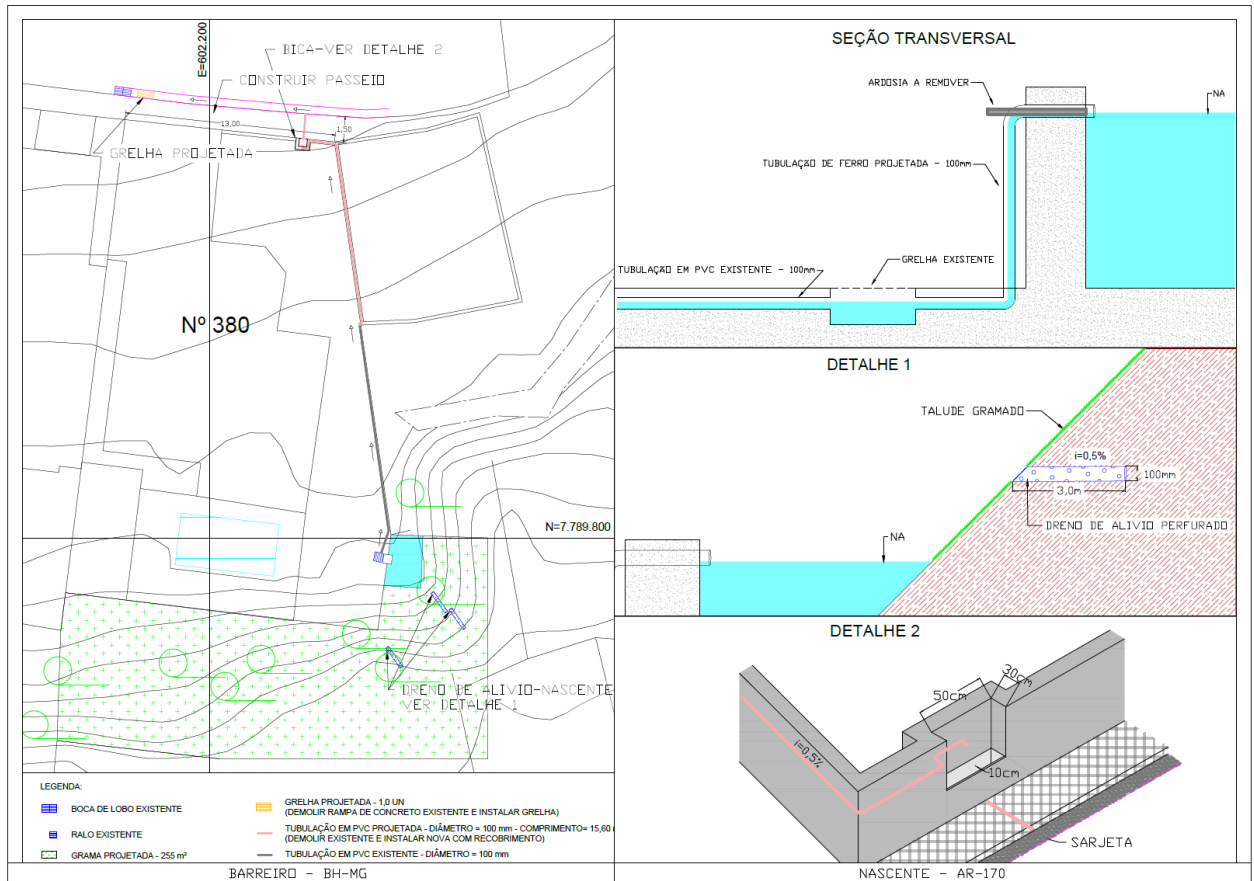 E=602.200
BICA-VER DETALHE 2
CONSTRUIR PASSEIO
13,00
1,50
GRELHA PROJETADA
Nº 380
N=7.789.800
DRENO DE ALIVIO-NASCENTE
VER DETALHE 1
LEGENDA:
BOCA DE LOBO EXISTENTE
RALO EXISTENTE
GRAMA PROJETADA - 255 m²
GRELHA PROJETADA - 1,0 UN
(DEMOLIR RAMPA DE CONCRETO EXISTENTE E INSTALAR GRELHA)
TUBULAÇÃO EM PVC PROJETADA - DIÂMETRO = 100 mm - COMPRIMENTO= 15,60
(DEMOLIR EXISTENTE E INSTALAR NOVA COM RECOBRIMENTO)
TUBULAÇÃO EM PVC EXISTENTE - DIÂMETRO = 100 mm
BARREIRO - BH-MG
SEÇÃO TRANSVERSAL
ARDOSIA A REMOVER
NA
TUBULAÇÃO DE FERRO PROJETADA - 100mm
GRELHA EXISTENTE
TUBULAÇÃO EM PVC EXISTENTE - 100mm
DETALHE 1
TALUDE GRAMADO
i=0,5%
100mm
3,0m
DRENO DE ALIVIO PERFURADO
NA
DETALHE 2
30cm
50cm
i=0,5%
10cm
SARJETA
NASCENTE - AR-170